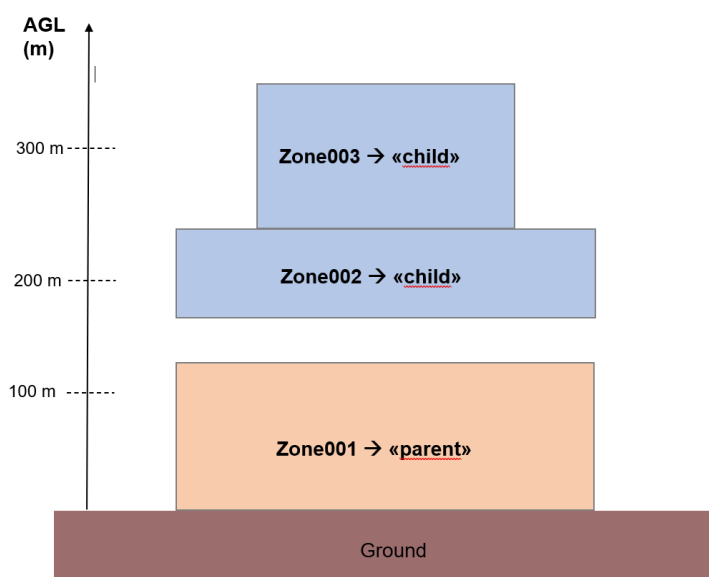 AGL
(m)
300 m
Zone003 → «child»
200 m
Zone002 → «child»
100 m
Zone001 → «parent»
Ground